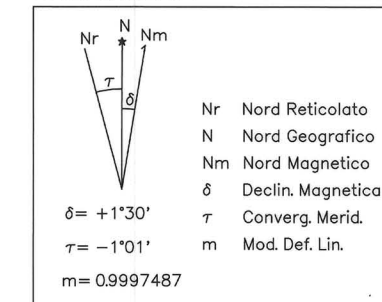 N
Nr
Nm
τ
δ
Nr Nord Reticolato
N Nord Geografico
Nm Nord Magnetico
δ Declin. Magnetica
τ Converg. Merid.
m Mod. Def. Lin.
δ= +1°30'
τ= −1°01'
m= 0.9997487